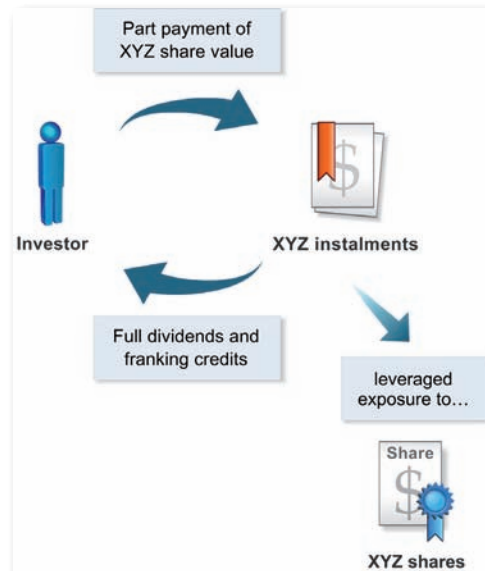 Part payment of
XYZ share value
$
Investor
XYZ instalments
Full dividends and
franking credits
leveraged
exposure to...
Share
$
XYZ shares